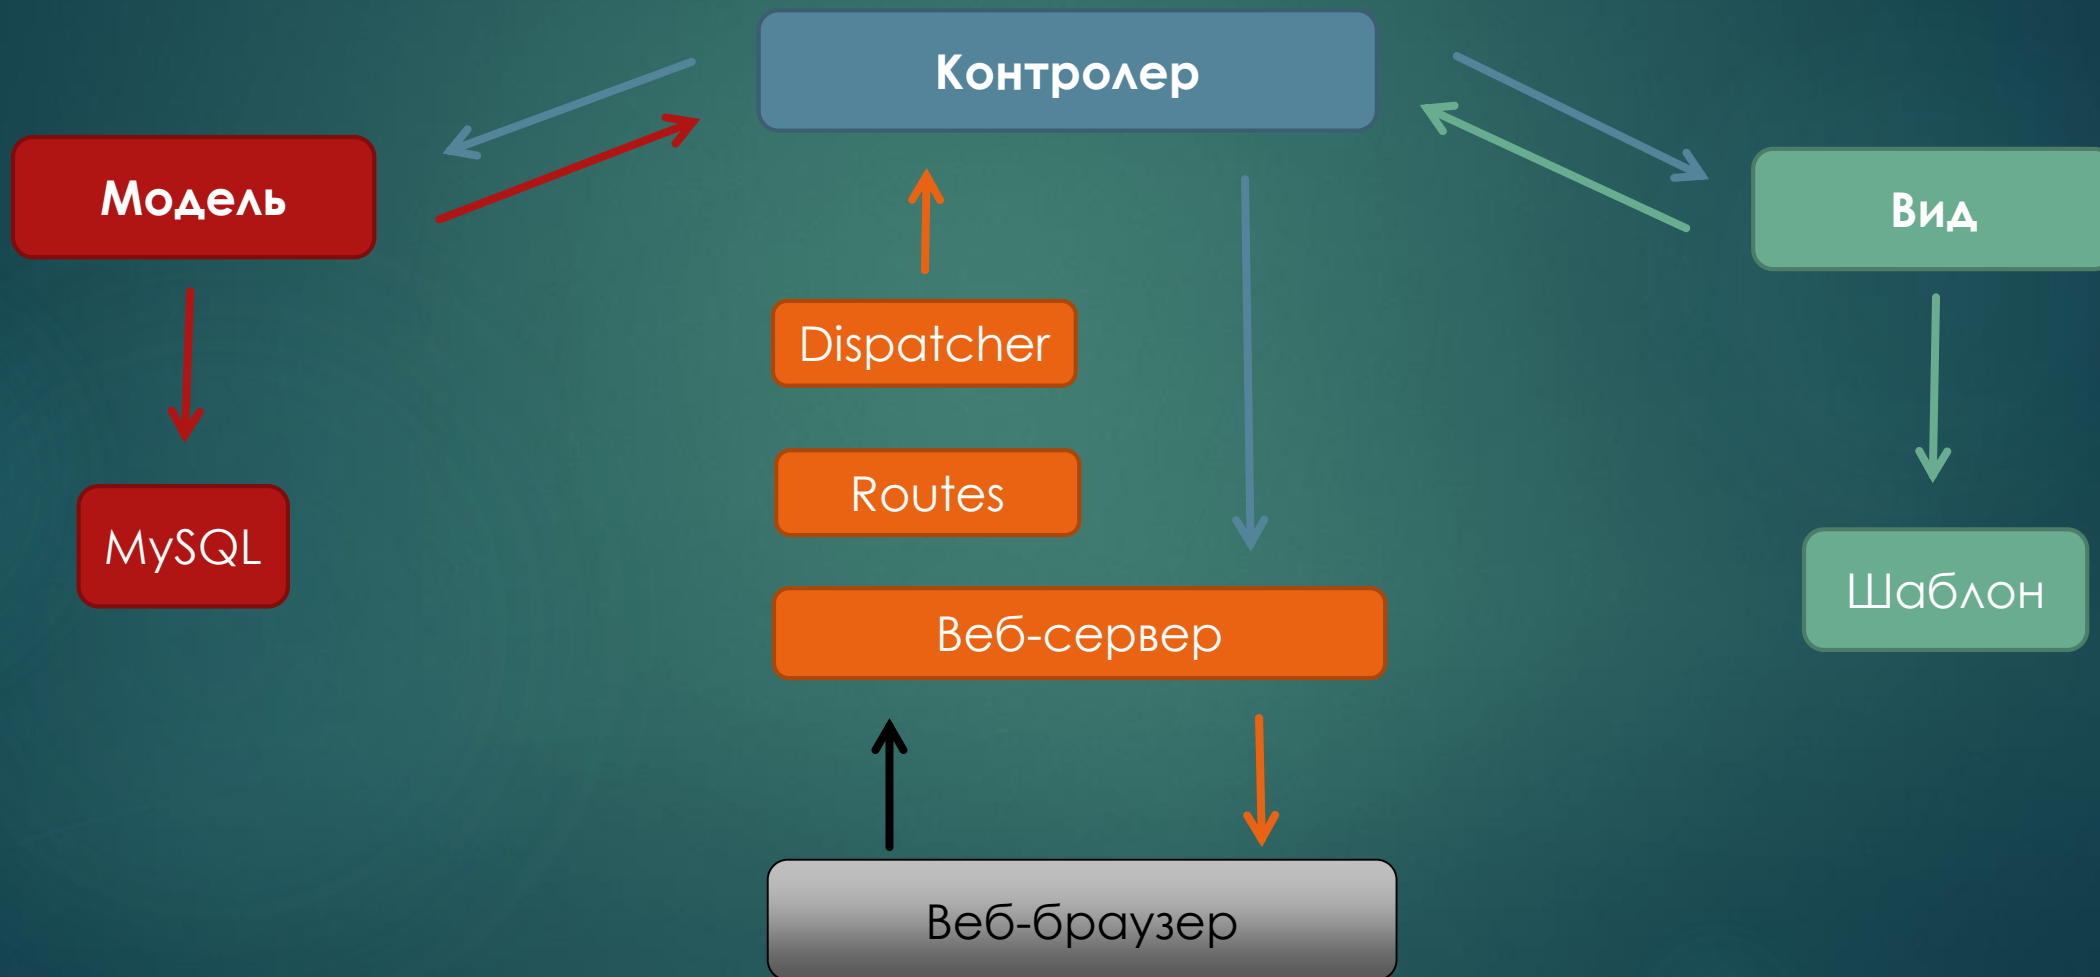 Контролер
Модель
Вид
Dispatcher
Routes
MySQL
Шаблон
Веб-сервер
Веб-браузер